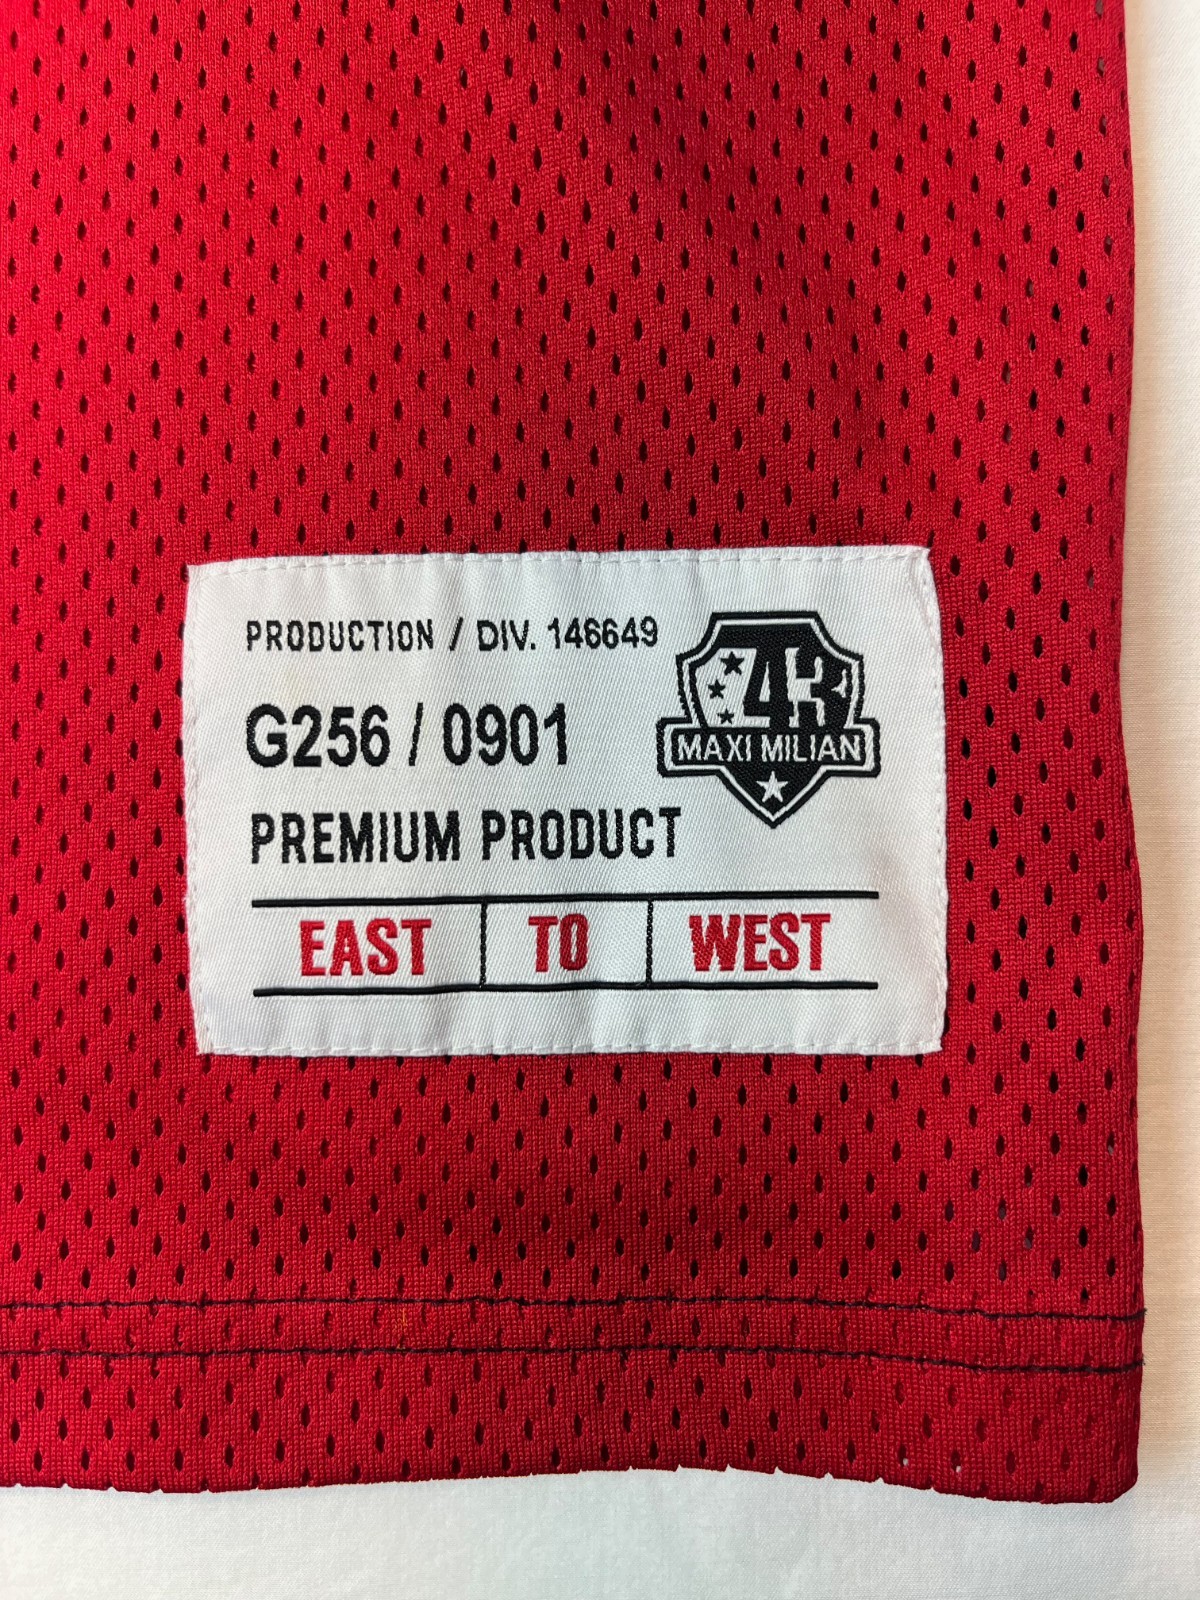 PRODUCTION / DIV. 146649
43
MAXI MILIAN
G256 / 0901
PREMIUM PRODUCT
EAST TO WEST